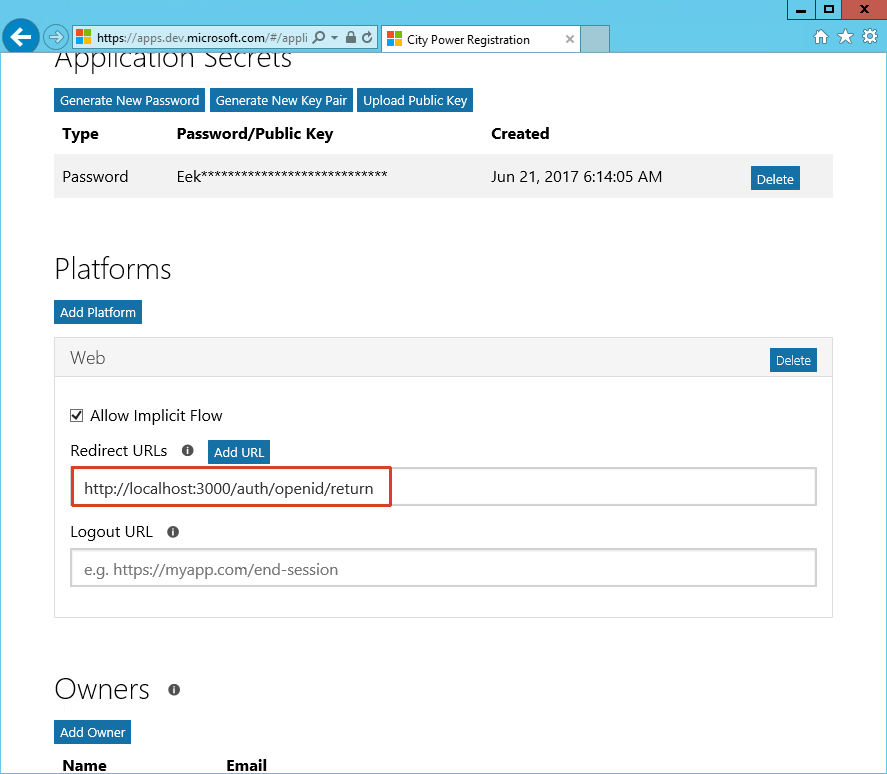 https://apps.dev.microsoft.com/#/appli
City Power Registration
Application Secrets
Generate New Password Generate New Key Pair Upload Public Key
Type Password/Public Key Created
Password Eek**************************** Jun 21, 2017 6:14:05 AM Delete
Platforms
Add Platform
Web Delete
Allow Implicit Flow
Redirect URLs Add URL
http://localhost:3000/auth/openid/return
Logout URL
e.g. https://myapp.com/end-session
Owners
Add Owner
Name Email